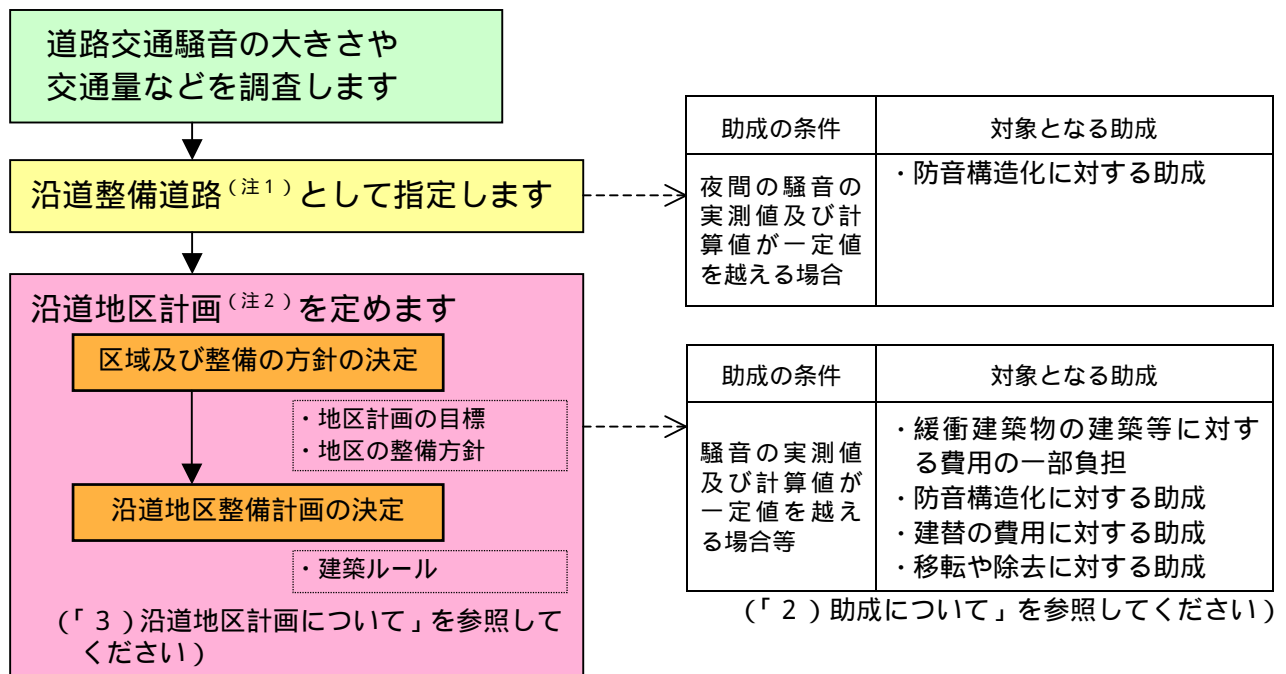 道路交通騒音の大きさや
交通量などを調査します
沿道整備道路（注１）として指定します
沿道地区計画（注２）を定めます
区域及び整備の方針の決定
・地区計画の目標
・地区の整備方針
沿道地区整備計画の決定
・建築ルール
（「３）沿道地区計画について」を参照して
ください）
助成の条件
対象となる助成
夜間の騒音の
実測値及び計
算値が一定値
を越える場合
・防音構造化に対する助成
助成の条件
対象となる助成
騒音の実測値
及び計算値が
一定値を越え
る場合等
・緩衝建築物の建築等に対す
る費用の一部負担
・防音構造化に対する助成
・建替の費用に対する助成
・移転や除去に対する助成
（「２）助成について」を参照してください）